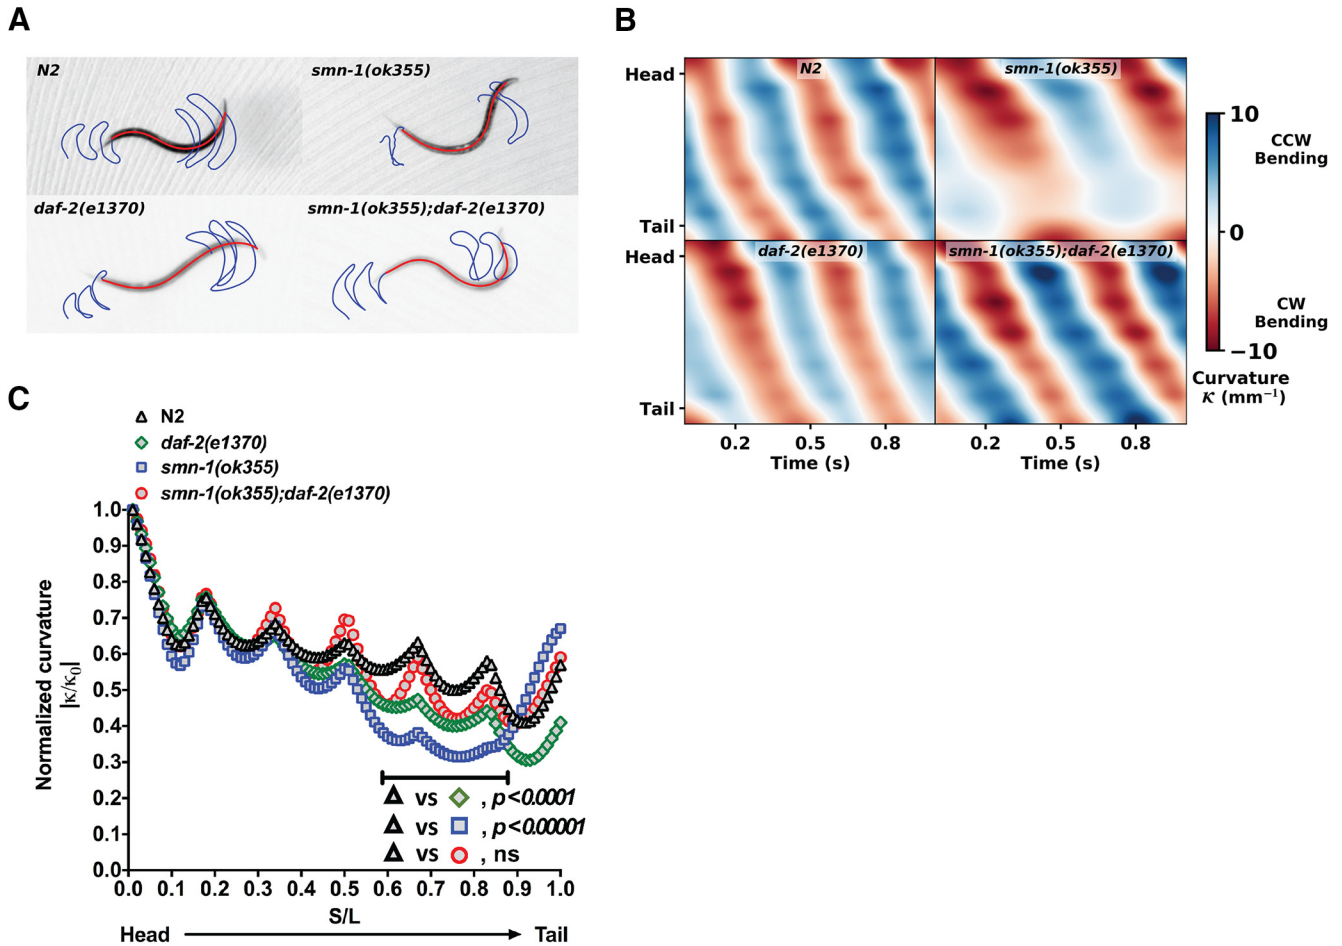 A
N2
smn-1(ok355)
daf-2(e1370)
smn-1(ok355);daf-2(e1370)
B
Head
Tail
Head
Tail
N2
smn-1(ok355)
daf-2(e1370)
smn-1(ok355);daf-2(e1370)
0.2 0.5 0.8
Time (s)
0.2 0.5 0.8
Time (s)
10
CCW
Bending
0
CW
Bending
−10
Curvature
κ (mm⁻¹)
C
N2
daf-2(e1370)
smn-1(ok355)
smn-1(ok355);daf-2(e1370)
Normalized curvature
|κ/κ₀|
1.0
0.9
0.8
0.7
0.6
0.5
0.4
0.3
0.2
0.1
0.0
vs , p<0.0001
vs , p<0.00001
vs , ns
0.0 0.1 0.2 0.3 0.4 0.5 0.6 0.7 0.8 0.9 1.0
S/L
Head Tail